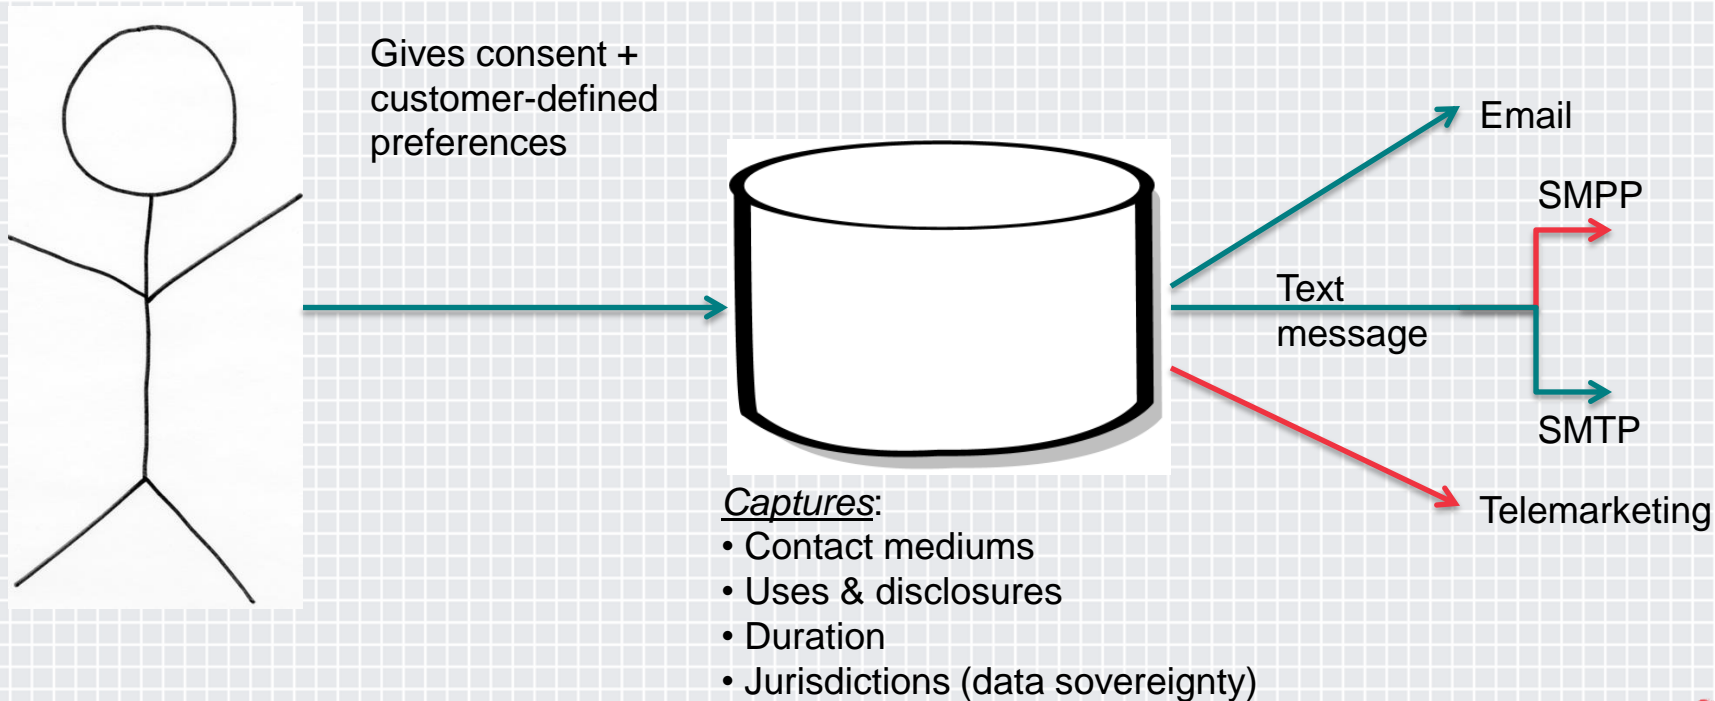 Gives consent +
customer-defined
preferences
Email
SMPP
Text
message
SMTP
Telemarketing
Captures:
• Contact mediums
• Uses & disclosures
• Duration
• Jurisdictions (data sovereignty)